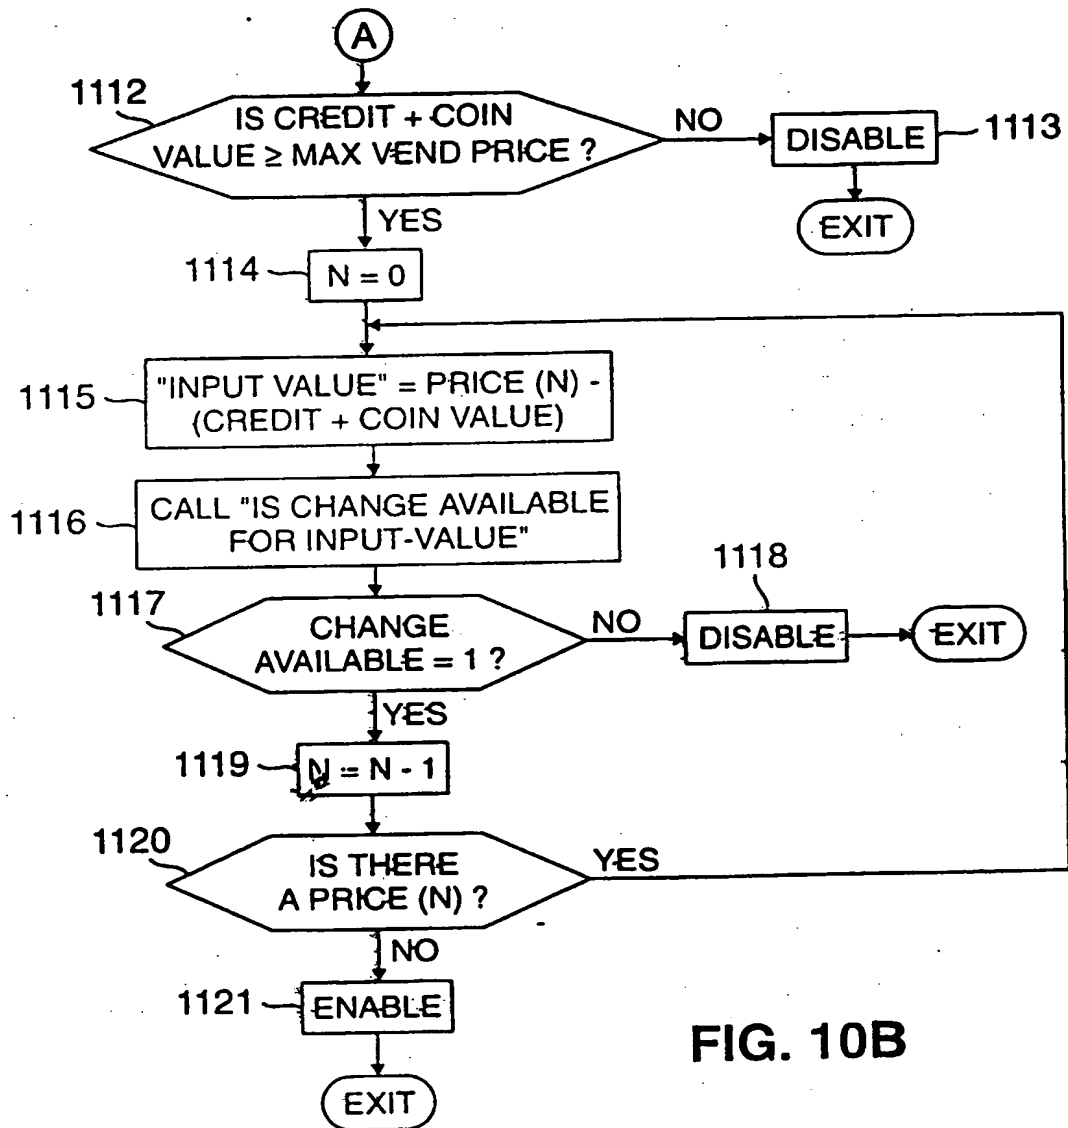 A
1112
IS CREDIT + COIN
VALUE ≥ MAX VEND PRICE ?
NO
DISABLE
1113
EXIT
YES
1114
N = 0
1115
"INPUT VALUE" = PRICE (N) -
(CREDIT + COIN VALUE)
1116
CALL "IS CHANGE AVAILABLE
FOR INPUT-VALUE"
1117
CHANGE
AVAILABLE = 1 ?
NO
1118
DISABLE
EXIT
YES
1119
N = N - 1
1120
IS THERE
A PRICE (N) ?
YES
NO
1121
ENABLE
EXIT
FIG. 10B